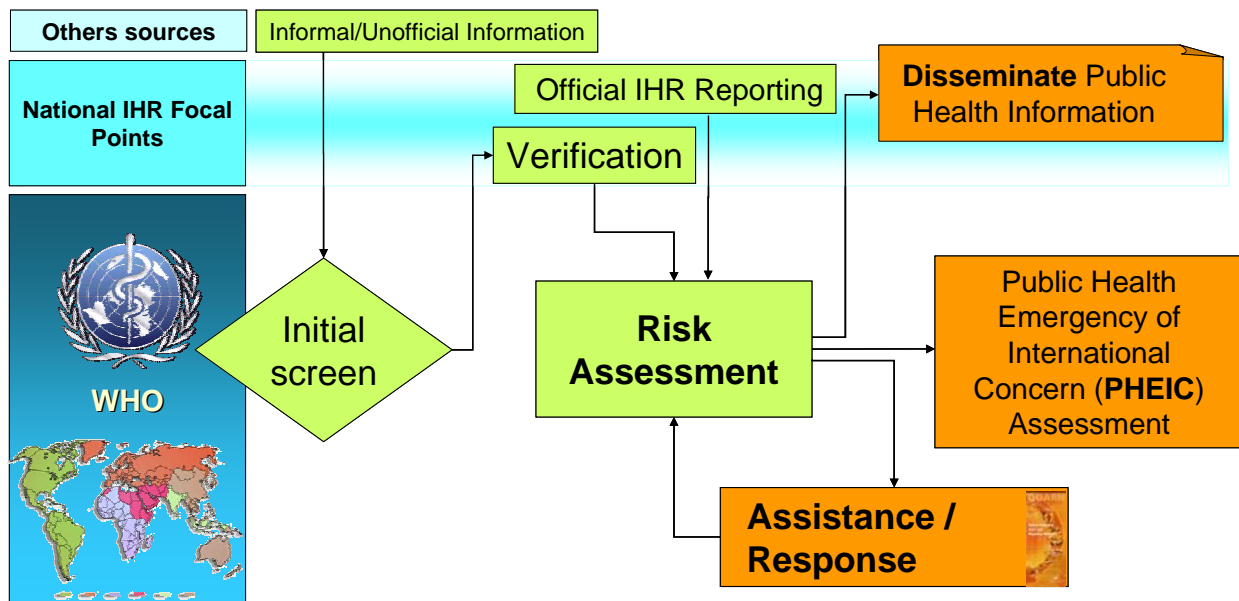 Others sources
Informal/Unofficial Information
National IHR Focal
Points
Official IHR Reporting
Verification
Disseminate Public
Health Information
WHO
Initial
screen
Risk
Assessment
Public Health
Emergency of
International
Concern (PHEIC)
Assessment
Assistance /
Response